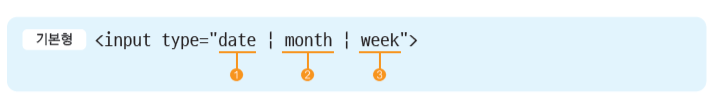 기본형 <input type="date | month | week">
① ② ③